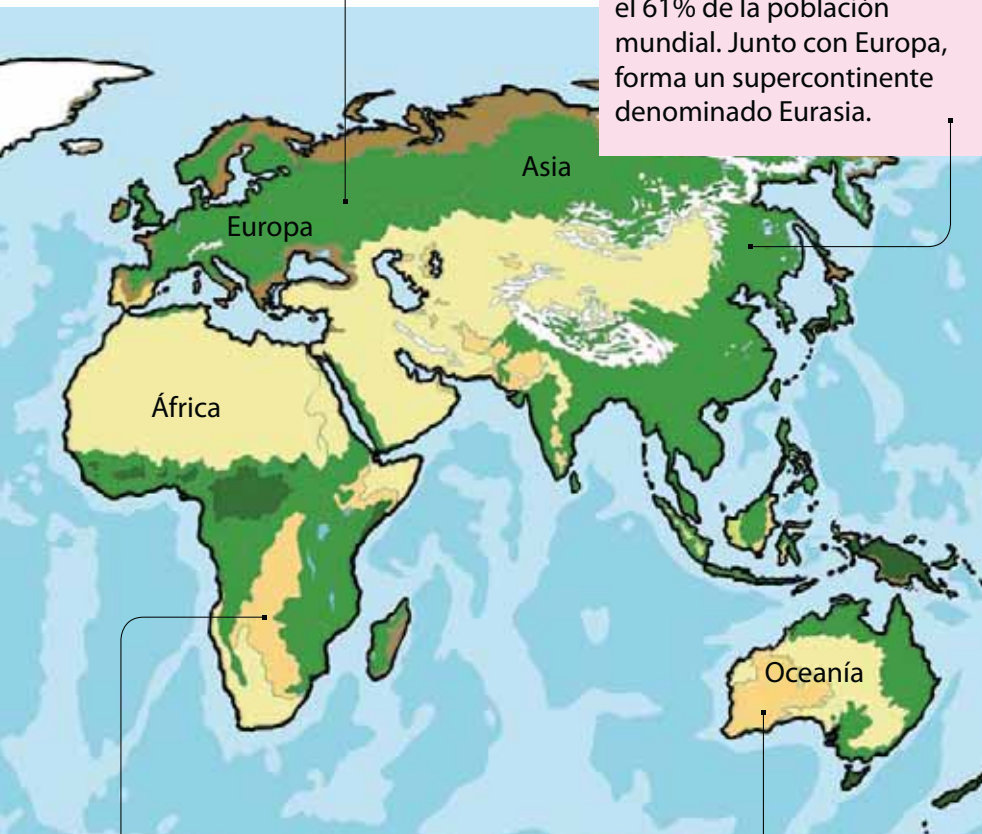 el 61% de la población
mundial. Junto con Europa,
forma un supercontinente
denominado Eurasia.
Asia
Europa
África
Oceanía